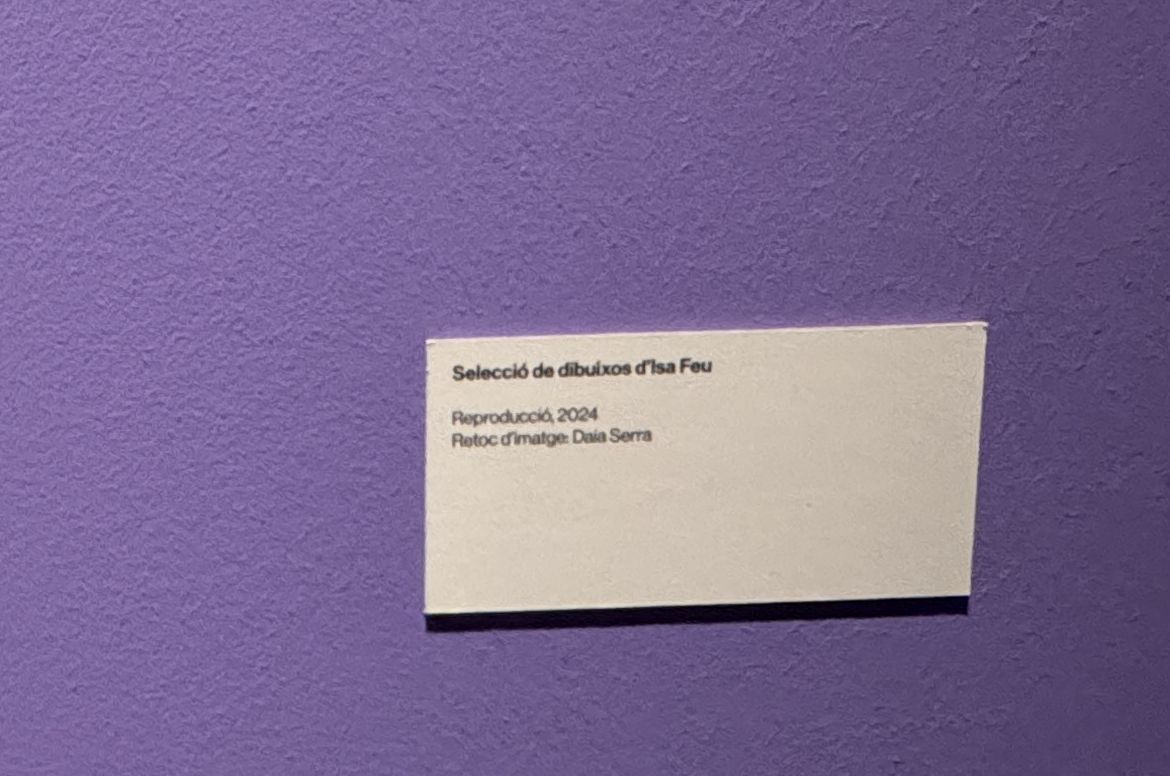 Selecció de dibuixos d'Isa Feu
Reproducció, 2024
Retoc d'imatge: Daia Serra